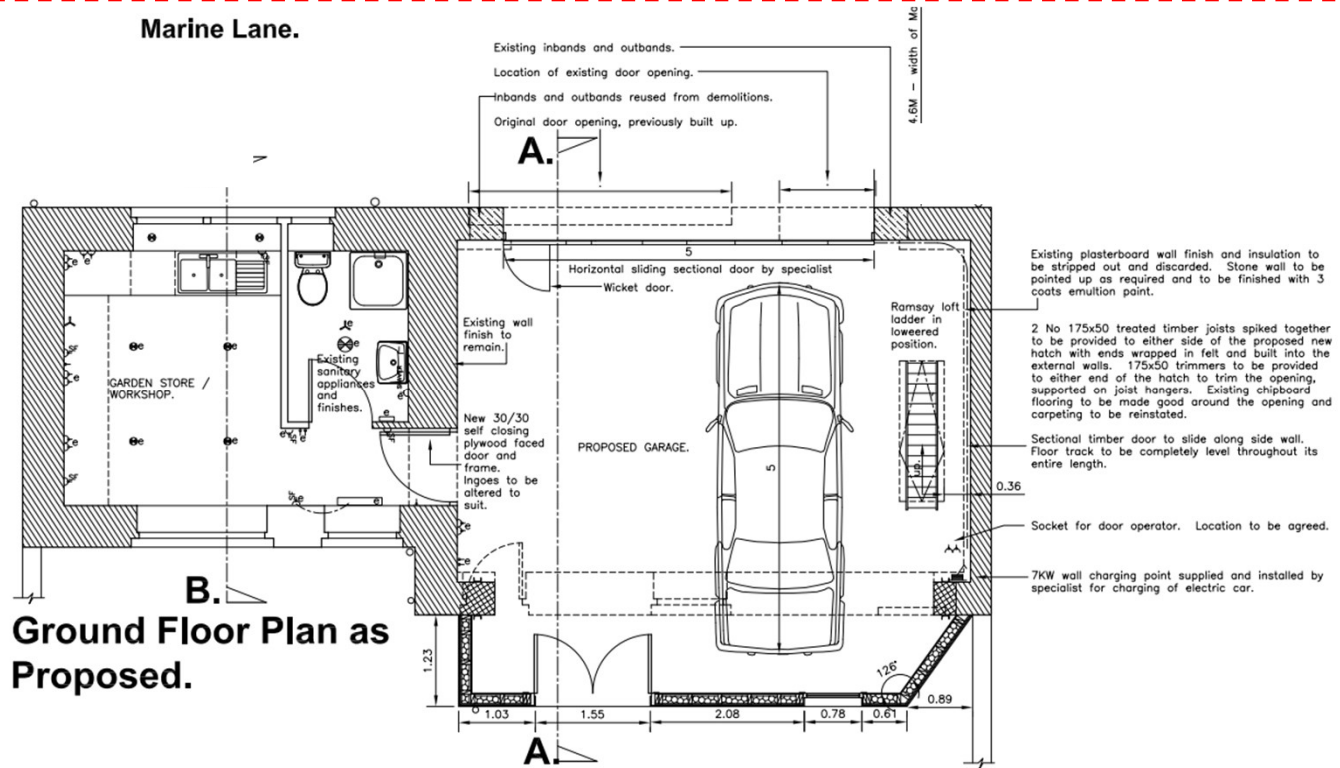 Marine Lane.
4.6M – width of Mc
Existing inbands and outbands.
Location of existing door opening.
Inbands and outbands reused from demolitions.
Original door opening, previously built up.
A.
5
Horizontal sliding sectional door by specialist
Wicket door.
Existing wall
finish to
remain.
Ramsay loft
ladder in
loweered
position.
Existing plasterboard wall finish and insulation to
be stripped out and discarded. Stone wall to be
pointed up as required and to be finished with 3
coats emultion paint.
2 No 175x50 treated timber joists spiked together
to be provided to either side of the proposed new
hatch with ends wrapped in felt and built into the
external walls. 175x50 trimmers to be provided
to either end of the hatch to trim the opening,
supported on joist hangers. Existing chipboard
flooring to be made good around the opening and
carpeting to be reinstated.
Sectional timber door to slide along side wall.
Floor track to be completely level throughout its
entire length.
0.36
Socket for door operator. Location to be agreed.
7KW wall charging point supplied and installed by
specialist for charging of electric car.
GARDEN STORE /
WORKSHOP.
Existing
sanitary
appliances
and
finishes.
New 30/30
self closing
plywood faced
door and
frame.
Ingoes to be
altered to
suit.
PROPOSED GARAGE.
5
up.
e
e
e
e
e
e
e
e
e
e
e
e
SF
SF
SF
SF
B.
Ground Floor Plan as
Proposed.
1.23
126°
1.03
1.55
2.08
0.78
0.61
0.89
A.